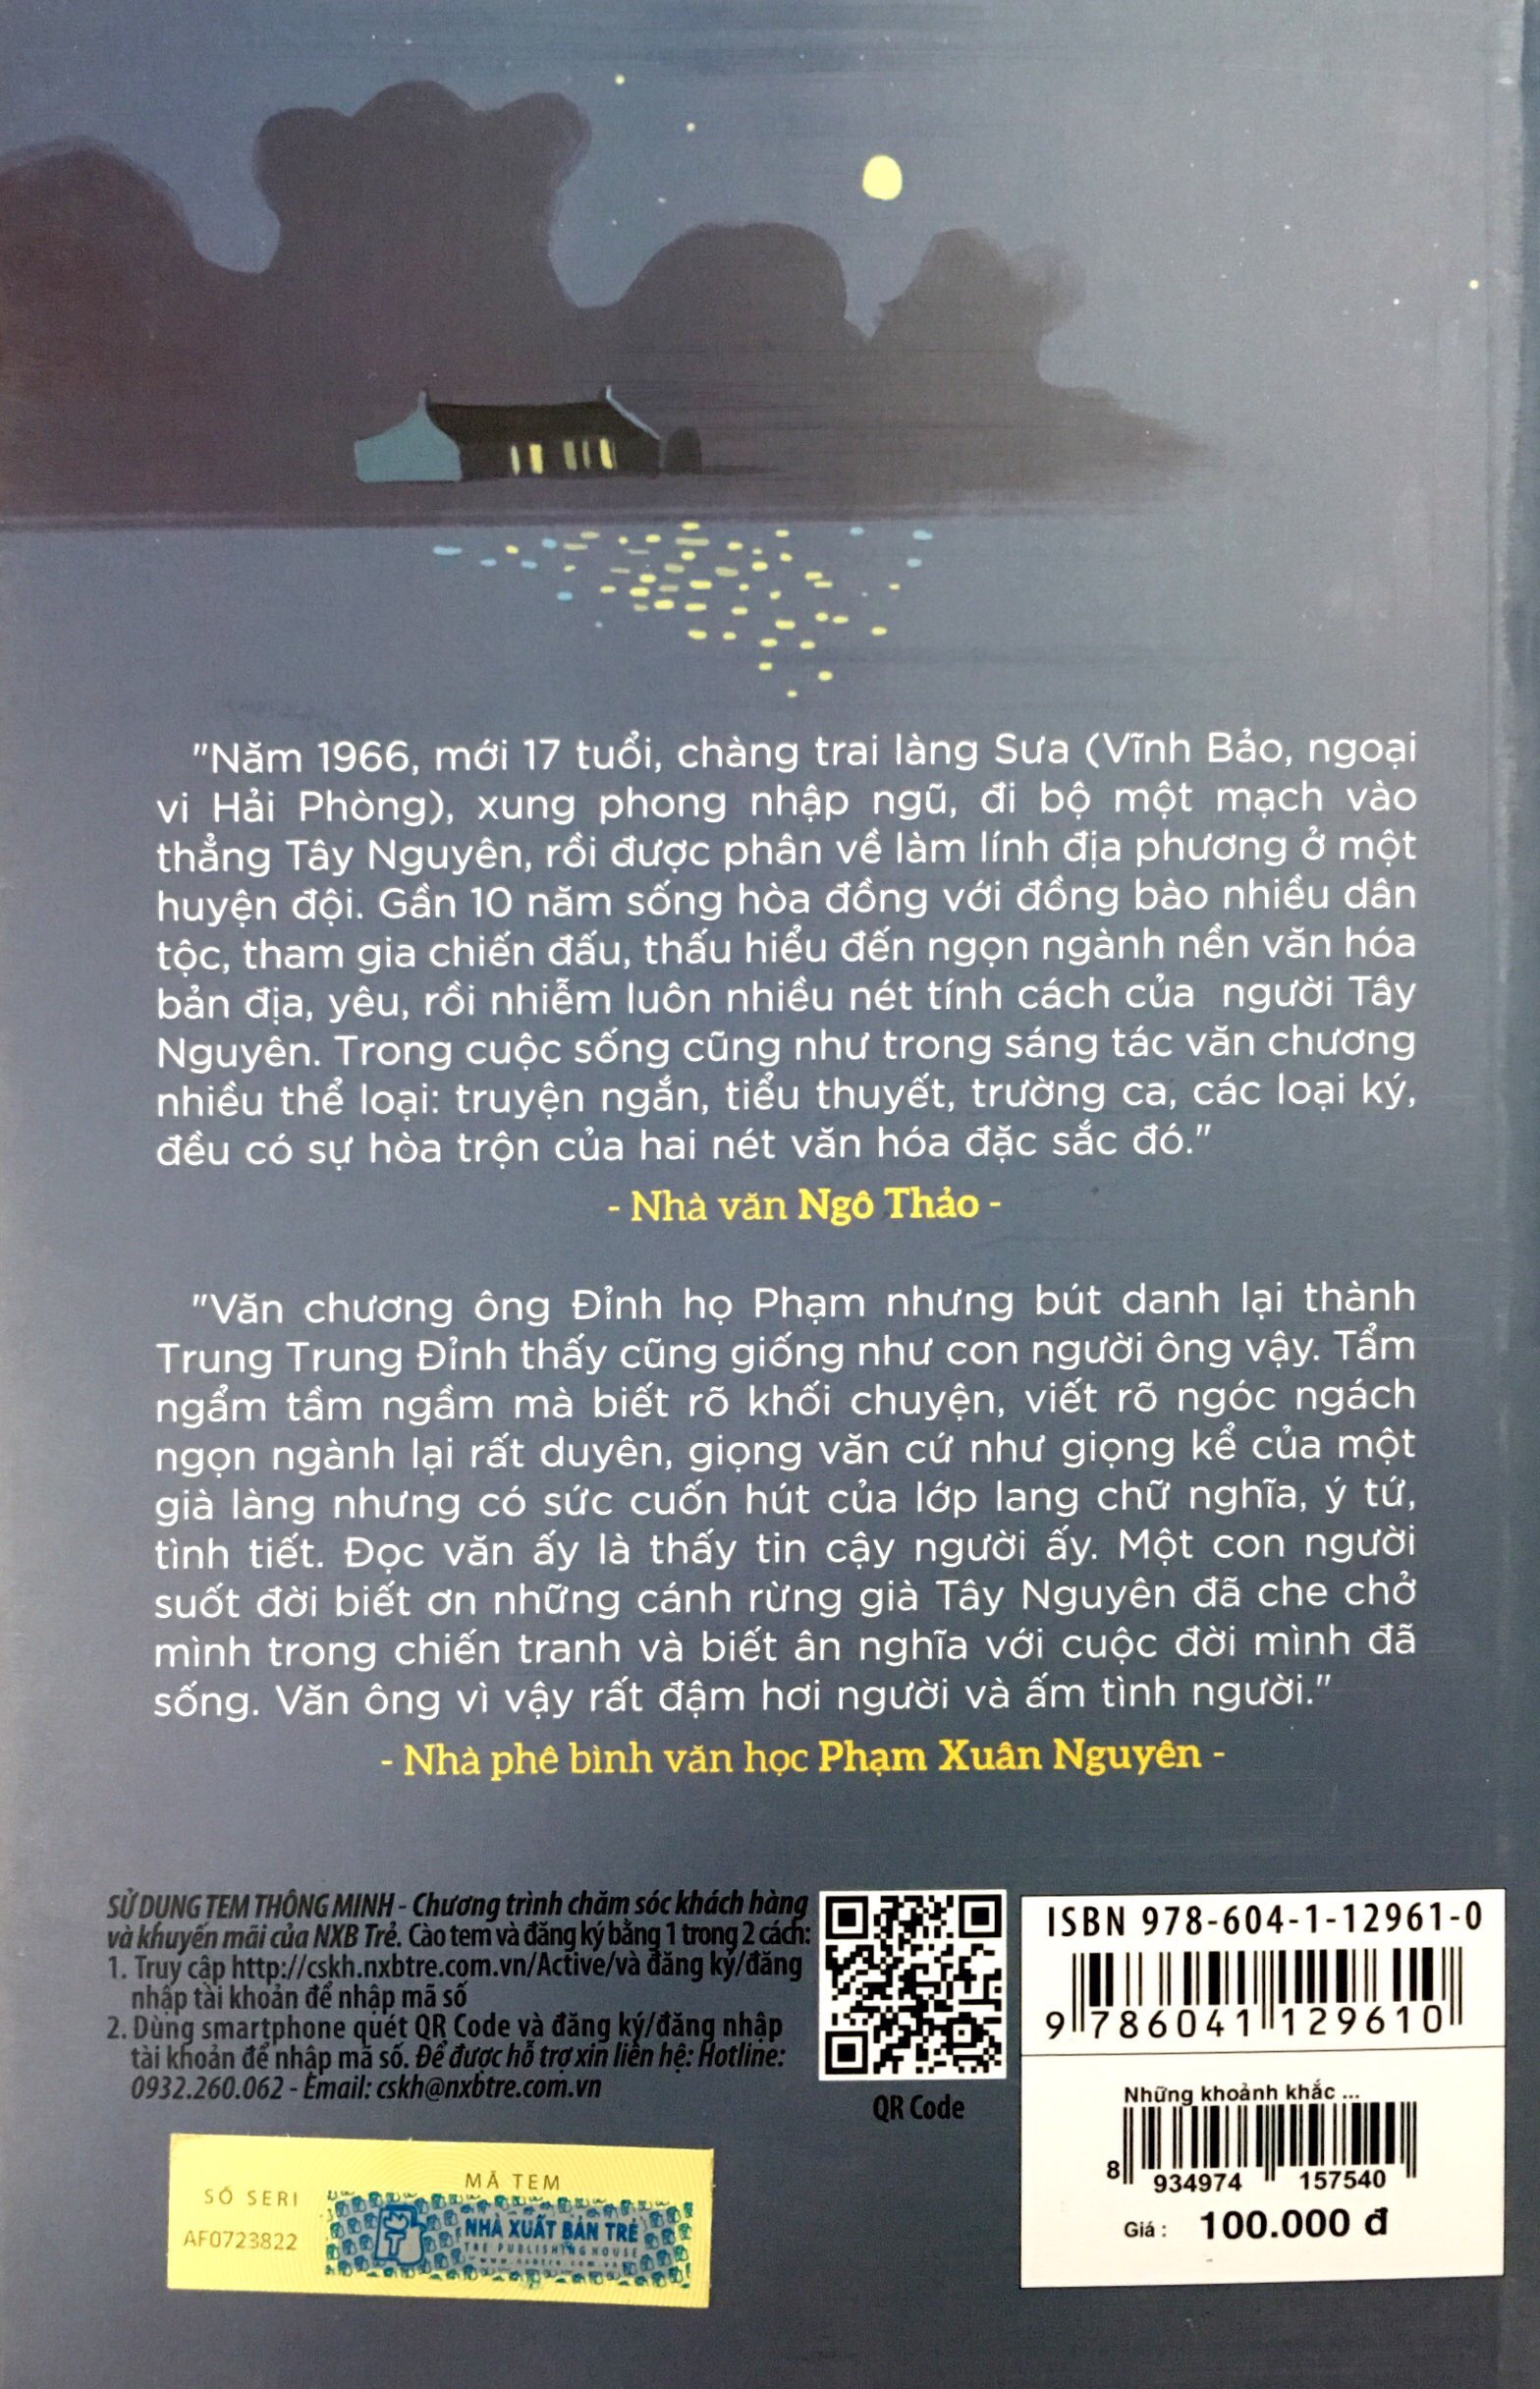 "Năm 1966, mới 17 tuổi, chàng trai làng Sưa (Vĩnh Bảo, ngoại
vi Hải Phòng), xung phong nhập ngũ, đi bộ một mạch vào
thẳng Tây Nguyên, rồi được phân về làm lính địa phương ở một
huyện đội. Gần 10 năm sống hòa đồng với đồng bào nhiều dân
tộc, tham gia chiến đấu, thấu hiểu đến ngọn ngành nền văn hóa
bản địa, yêu, rồi nhiễm luôn nhiều nét tính cách của người Tây
Nguyên. Trong cuộc sống cũng như trong sáng tác văn chương
nhiều thể loại: truyện ngắn, tiểu thuyết, trường ca, các loại ký,
đều có sự hòa trộn của hai nét văn hóa đặc sắc đó."
- Nhà văn Ngô Thảo -
"Văn chương ông Đỉnh họ Phạm nhưng bút danh lại thành
Trung Trung Đỉnh thấy cũng giống như con người ông vậy. Tẩm
ngẩm tầm ngầm mà biết rõ khối chuyện, viết rõ ngóc ngách
ngọn ngành lại rất duyên, giọng văn cứ như giọng kể của một
già làng nhưng có sức cuốn hút của lớp lang chữ nghĩa, ý tứ,
tình tiết. Đọc văn ấy là thấy tin cậy người ấy. Một con người
suốt đời biết ơn những cánh rừng già Tây Nguyên đã che chở
mình trong chiến tranh và biết ân nghĩa với cuộc đời mình đã
sống. Văn ông vì vậy rất đậm hơi người và ấm tình người."
- Nhà phê bình văn học Phạm Xuân Nguyên -
SỬ DỤNG TEM THÔNG MINH - Chương trình chăm sóc khách hàng
và khuyến mãi của NXB Trẻ. Cào tem và đăng ký bằng 1 trong 2 cách:
1. Truy cập http://cskh.nxbtre.com.vn/Active/và đăng ký/đăng
nhập tài khoản để nhập mã số
2. Dùng smartphone quét QR Code và đăng ký/đăng nhập
tài khoản để nhập mã số. Để được hỗ trợ xin liên hệ: Hotline:
0932.260.062 - Email: cskh@nxbtre.com.vn
QR Code
ISBN 978-604-1-12961-0
9 786041 129610
Những khoảnh khắc ...
8 934974 157540
Giá : 100.000 đ
MÃ TEM
SỐ SERI
AF0723822
NHÀ XUẤT BẢN TRẺ
TRE PUBLISHING HOUSE
www.nxbtre.com.vn